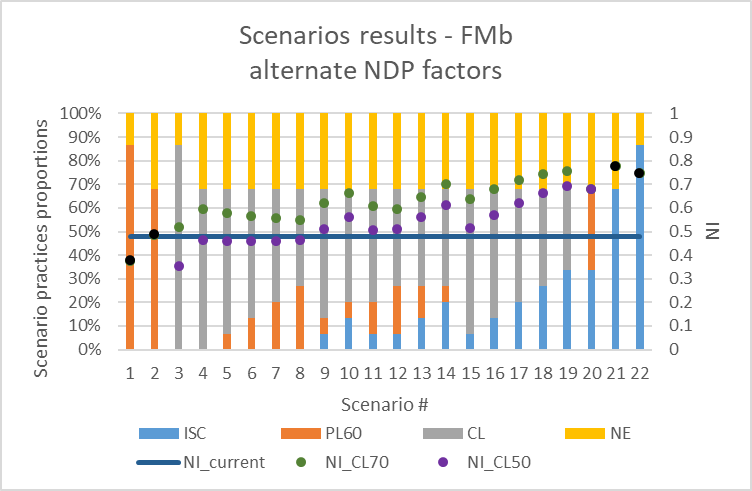 Scenarios results - FMb
alternate NDP factors
100%
90%
80%
70%
60%
50%
40%
30%
20%
10%
0%
Scenario practices proportions
1
0.9
0.8
0.7
0.6
0.5
0.4
0.3
0.2
0.1
0
NI
1 2 3 4 5 6 7 8 9 10 11 12 13 14 15 16 17 18 19 20 21 22
Scenario #
ISC PL60 CL NE
NI_current NI_CL70 NI_CL50